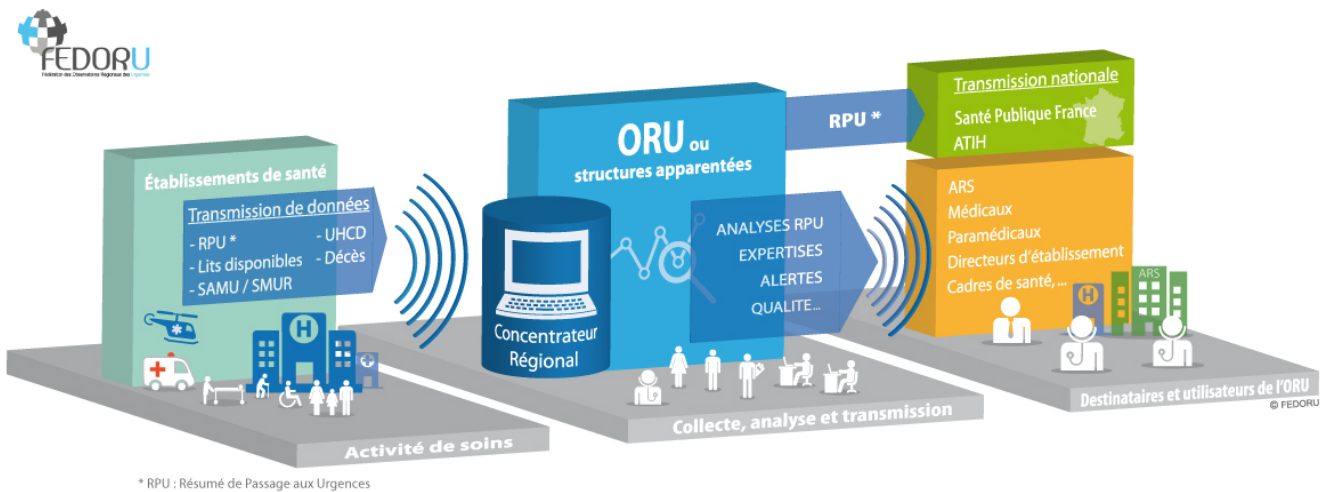 FEDORU
Fédération des Observatoires Régionaux des Urgences
Établissements de santé
Transmission de données
- RPU *
- Lits disponibles
- SAMU / SMUR
- UHCD
- Décès
H
Activité de soins
ORU ou
structures apparentées
Concentrateur
Régional
ANALYSES RPU
EXPERTISES
ALERTES
QUALITE...
Collecte, analyse et transmission
RPU *
Transmission nationale
Santé Publique France
ATIH
ARS
Médicaux
Paramédicaux
Directeurs d'établissement
Cadres de santé, ...
H
ARS
Destinataires et utilisateurs de l'ORU
© FEDORU
* RPU : Résumé de Passage aux Urgences